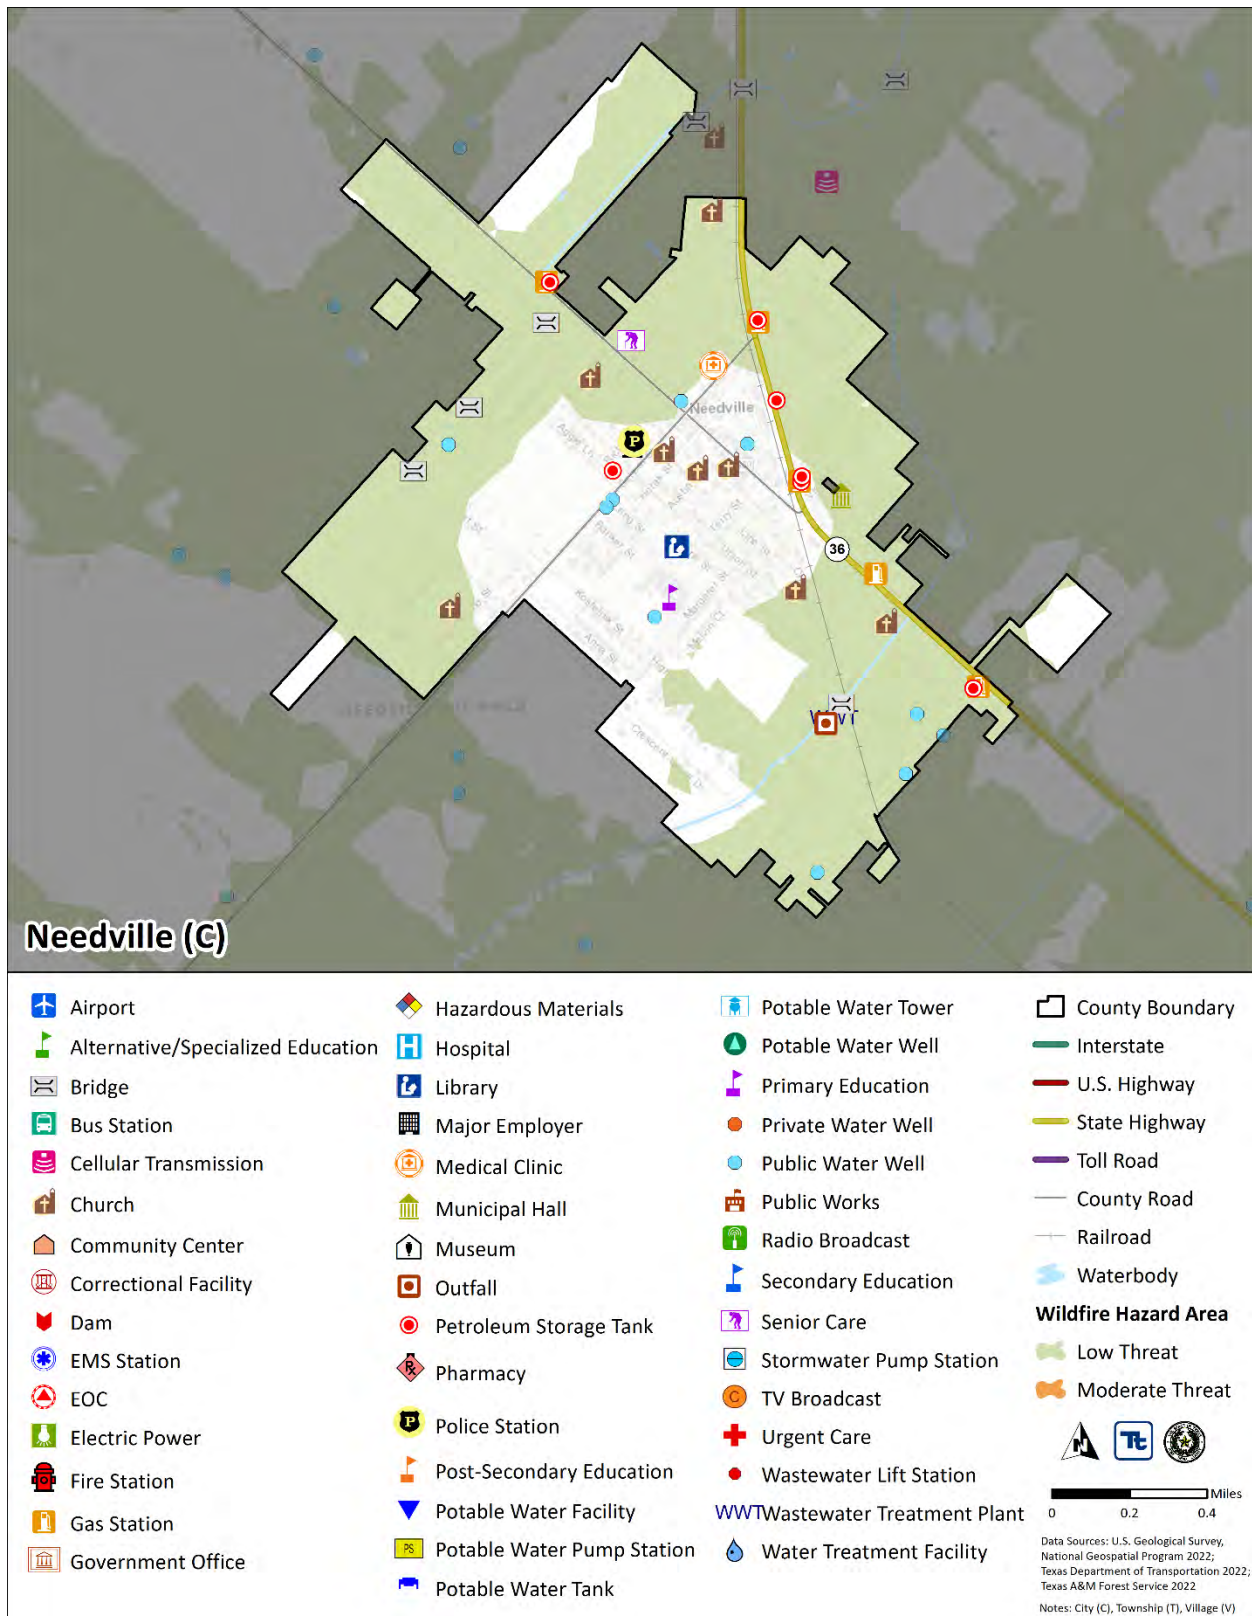 Needville
36
WWT
Needville (C)
Airport
Alternative/Specialized Education
Bridge
Bus Station
Cellular Transmission
Church
Community Center
Correctional Facility
Dam
EMS Station
EOC
Electric Power
Fire Station
Gas Station
Government Office
Hazardous Materials
Hospital
Library
Major Employer
Medical Clinic
Municipal Hall
Museum
Outfall
Petroleum Storage Tank
Pharmacy
Police Station
Post-Secondary Education
Potable Water Facility
PS Potable Water Pump Station
Potable Water Tank
Potable Water Tower
Potable Water Well
Primary Education
Private Water Well
Public Water Well
Public Works
Radio Broadcast
Secondary Education
Senior Care
Stormwater Pump Station
TV Broadcast
Urgent Care
Wastewater Lift Station
WWT Wastewater Treatment Plant
Water Treatment Facility
County Boundary
Interstate
U.S. Highway
State Highway
Toll Road
County Road
Railroad
Waterbody
Wildfire Hazard Area
Low Threat
Moderate Threat
N
Tt
Miles
0 0.2 0.4
Data Sources: U.S. Geological Survey,
National Geospatial Program 2022;
Texas Department of Transportation 2022;
Texas A&M Forest Service 2022
Notes: City (C), Township (T), Village (V)